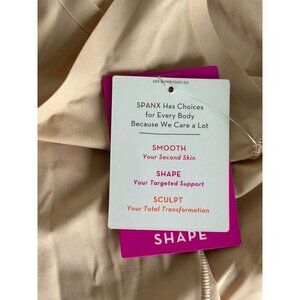 SPANX Has Choices
for Every Body
Because We Care a Lot
SMOOTH
Your Second Skin
SHAPE
Your Targeted Support
SCULPT
Your Total Transformation
SHAPE